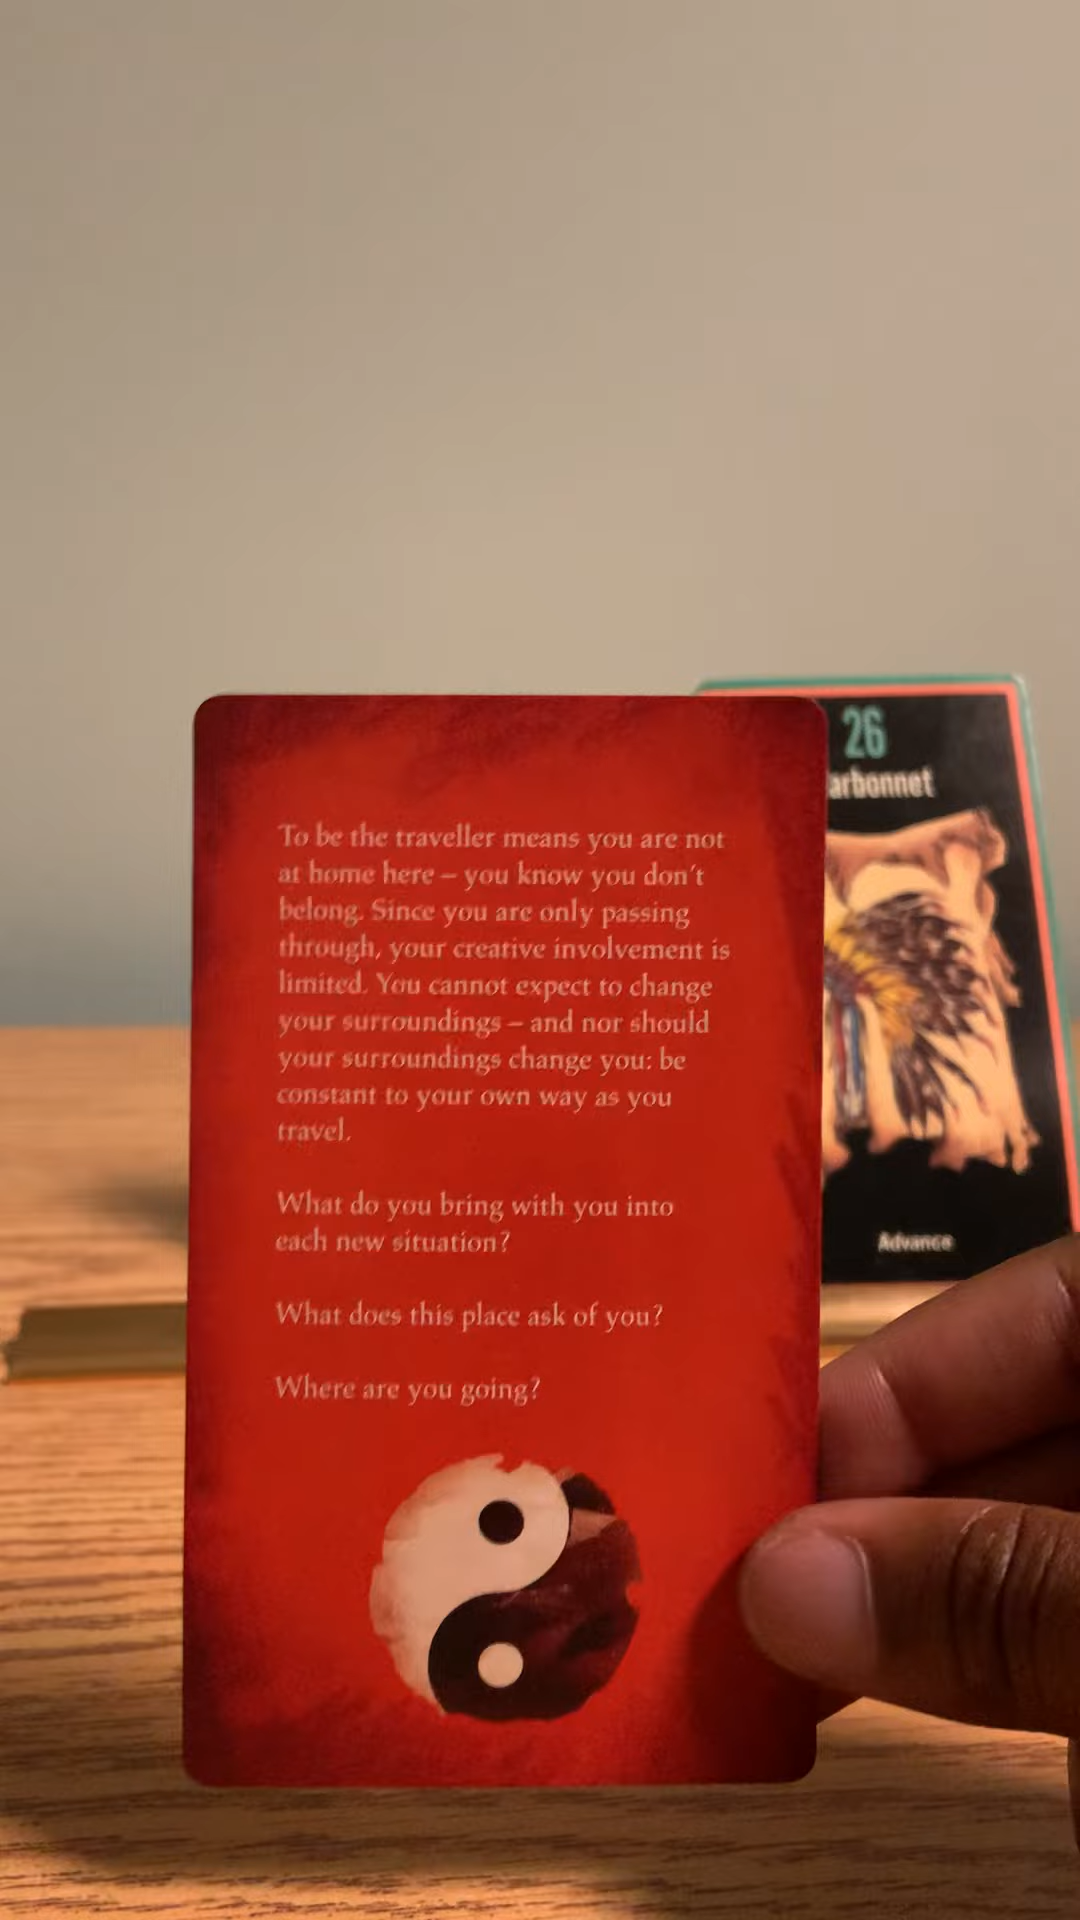 To be the traveller means you are not
at home here – you know you don't
belong. Since you are only passing
through, your creative involvement is
limited. You cannot expect to change
your surroundings – and nor should
your surroundings change you: be
constant to your own way as you
travel.
What do you bring with you into
each new situation?
What does this place ask of you?
Where are you going?
26
arbonnet
Advance